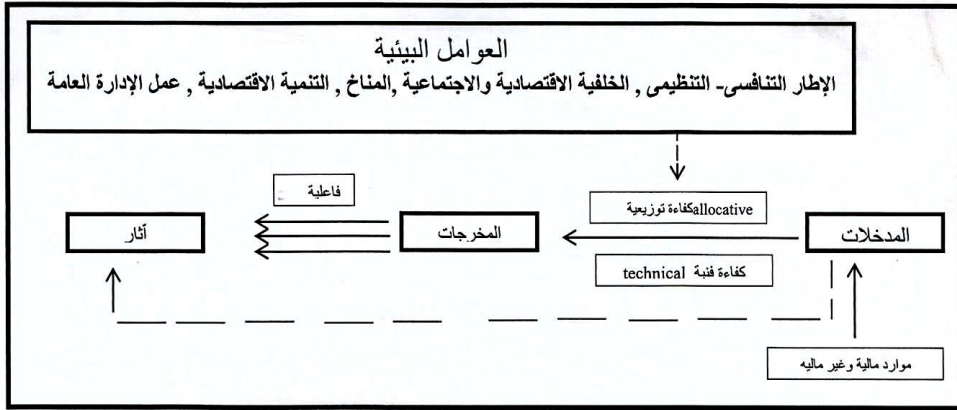 العوامل البيئية
الإطار التنافسى- التنظيمى , الخلفية الاقتصادية والاجتماعية ,المناخ , التنمية الاقتصادية , عمل الإدارة العامة
فاعلية
allocativeكفاءة توزيعية
المدخلات
المخرجات
آثار
كفاءة فنية technical
موارد مالية وغير ماليه